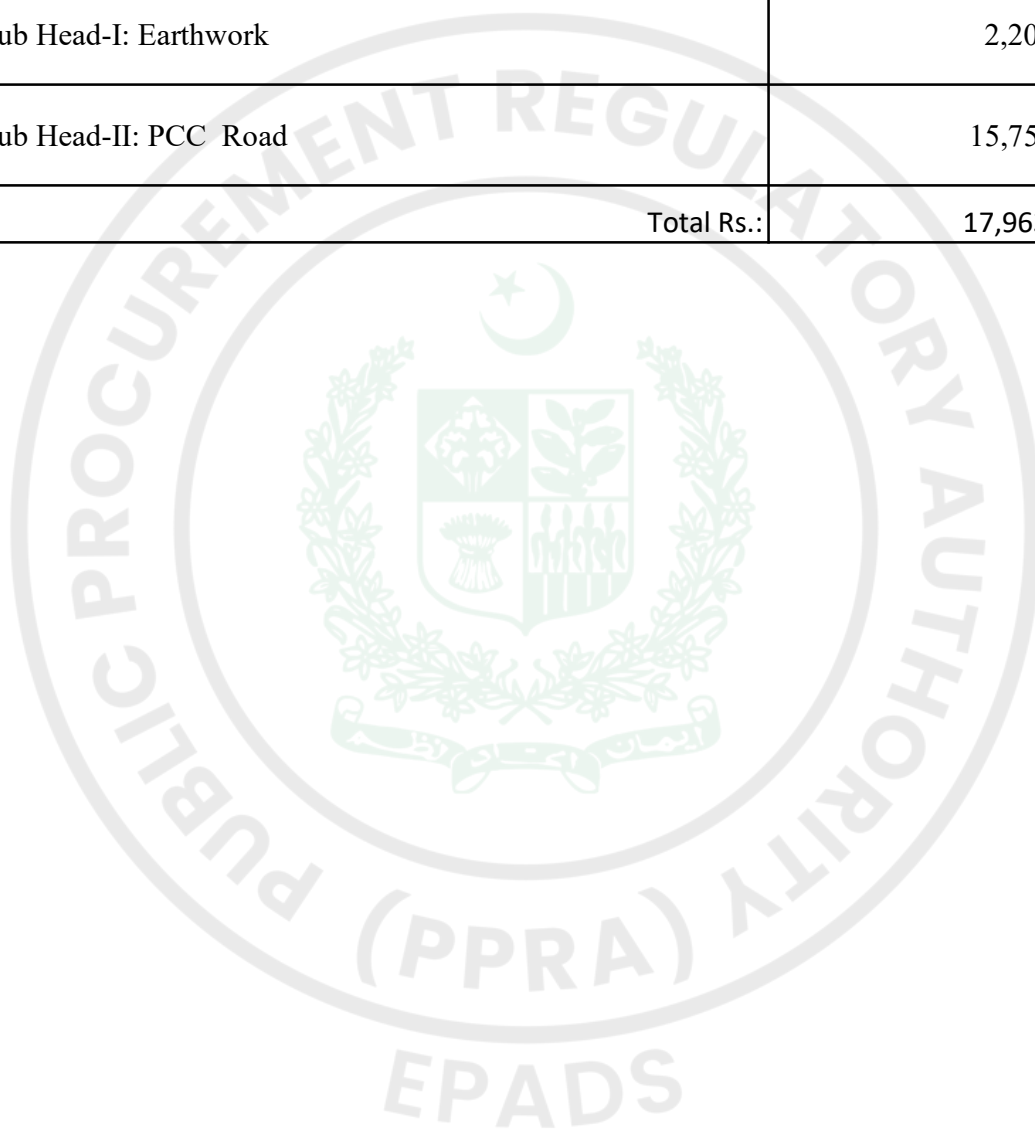 ub Head-I: Earthwork 2,20
ub Head-II: PCC Road 15,75
Total Rs.: 17,96
PUBLIC PROCUREMENT REGULATORY AUTHORITY
(PPRA)
EPADS